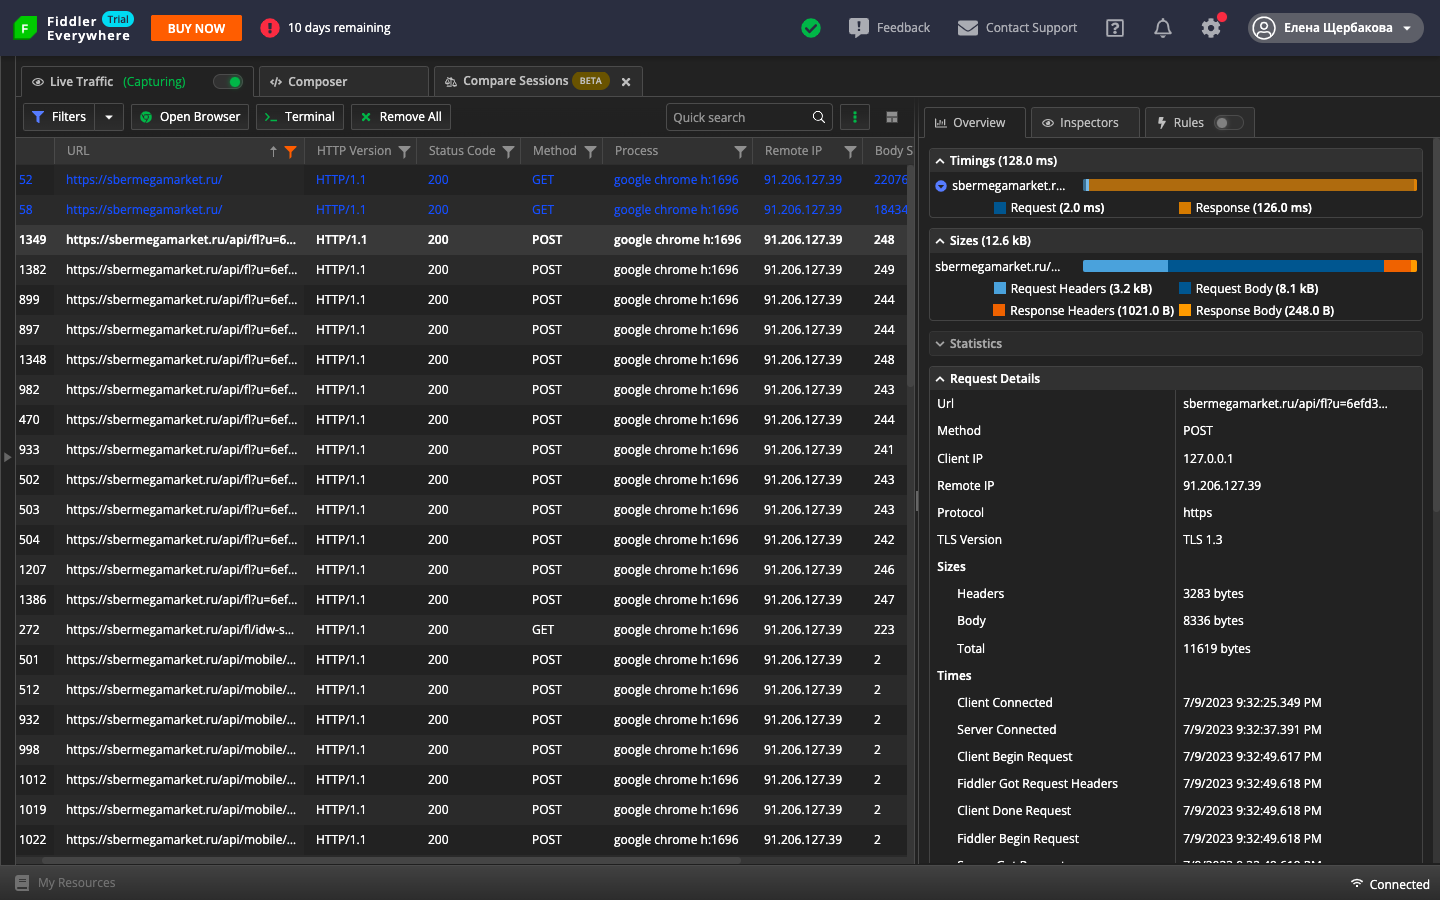 Fiddler Trial
Everywhere
BUY NOW
10 days remaining
Feedback
Contact Support
Елена Щербакова
Live Traffic (Capturing)
Composer
Compare Sessions BETA
Filters
Open Browser
Terminal
Remove All
Quick search
URL HTTP Version Status Code Method Process Remote IP Body S
52 https://sbermegamarket.ru/ HTTP/1.1 200 GET google chrome h:1696 91.206.127.39 22076
58 https://sbermegamarket.ru/ HTTP/1.1 200 GET google chrome h:1696 91.206.127.39 18434
1349 https://sbermegamarket.ru/api/fl?u=6... HTTP/1.1 200 POST google chrome h:1696 91.206.127.39 248
1382 https://sbermegamarket.ru/api/fl?u=6ef... HTTP/1.1 200 POST google chrome h:1696 91.206.127.39 249
899 https://sbermegamarket.ru/api/fl?u=6ef... HTTP/1.1 200 POST google chrome h:1696 91.206.127.39 244
897 https://sbermegamarket.ru/api/fl?u=6ef... HTTP/1.1 200 POST google chrome h:1696 91.206.127.39 244
1348 https://sbermegamarket.ru/api/fl?u=6ef... HTTP/1.1 200 POST google chrome h:1696 91.206.127.39 248
982 https://sbermegamarket.ru/api/fl?u=6ef... HTTP/1.1 200 POST google chrome h:1696 91.206.127.39 243
470 https://sbermegamarket.ru/api/fl?u=6ef... HTTP/1.1 200 POST google chrome h:1696 91.206.127.39 244
933 https://sbermegamarket.ru/api/fl?u=6ef... HTTP/1.1 200 POST google chrome h:1696 91.206.127.39 241
502 https://sbermegamarket.ru/api/fl?u=6ef... HTTP/1.1 200 POST google chrome h:1696 91.206.127.39 243
503 https://sbermegamarket.ru/api/fl?u=6ef... HTTP/1.1 200 POST google chrome h:1696 91.206.127.39 243
504 https://sbermegamarket.ru/api/fl?u=6ef... HTTP/1.1 200 POST google chrome h:1696 91.206.127.39 242
1207 https://sbermegamarket.ru/api/fl?u=6ef... HTTP/1.1 200 POST google chrome h:1696 91.206.127.39 246
1386 https://sbermegamarket.ru/api/fl?u=6ef... HTTP/1.1 200 POST google chrome h:1696 91.206.127.39 247
272 https://sbermegamarket.ru/api/fl/idw-s... HTTP/1.1 200 GET google chrome h:1696 91.206.127.39 223
501 https://sbermegamarket.ru/api/mobile/... HTTP/1.1 200 POST google chrome h:1696 91.206.127.39 2
512 https://sbermegamarket.ru/api/mobile/... HTTP/1.1 200 POST google chrome h:1696 91.206.127.39 2
932 https://sbermegamarket.ru/api/mobile/... HTTP/1.1 200 POST google chrome h:1696 91.206.127.39 2
998 https://sbermegamarket.ru/api/mobile/... HTTP/1.1 200 POST google chrome h:1696 91.206.127.39 2
1012 https://sbermegamarket.ru/api/mobile/... HTTP/1.1 200 POST google chrome h:1696 91.206.127.39 2
1019 https://sbermegamarket.ru/api/mobile/... HTTP/1.1 200 POST google chrome h:1696 91.206.127.39 2
1022 https://sbermegamarket.ru/api/mobile/... HTTP/1.1 200 POST google chrome h:1696 91.206.127.39 2
Overview Inspectors Rules
Timings (128.0 ms)
sbermegamarket.r...
Request (2.0 ms) Response (126.0 ms)
Sizes (12.6 kB)
sbermegamarket.ru/...
Request Headers (3.2 kB) Request Body (8.1 kB)
Response Headers (1021.0 B) Response Body (248.0 B)
Statistics
Request Details
Url sbermegamarket.ru/api/fl?u=6efd3...
Method POST
Client IP 127.0.0.1
Remote IP 91.206.127.39
Protocol https
TLS Version TLS 1.3
Sizes
Headers 3283 bytes
Body 8336 bytes
Total 11619 bytes
Times
Client Connected 7/9/2023 9:32:25.349 PM
Server Connected 7/9/2023 9:32:37.391 PM
Client Begin Request 7/9/2023 9:32:49.617 PM
Fiddler Got Request Headers 7/9/2023 9:32:49.618 PM
Client Done Request 7/9/2023 9:32:49.618 PM
Fiddler Begin Request 7/9/2023 9:32:49.618 PM
My Resources
Connected